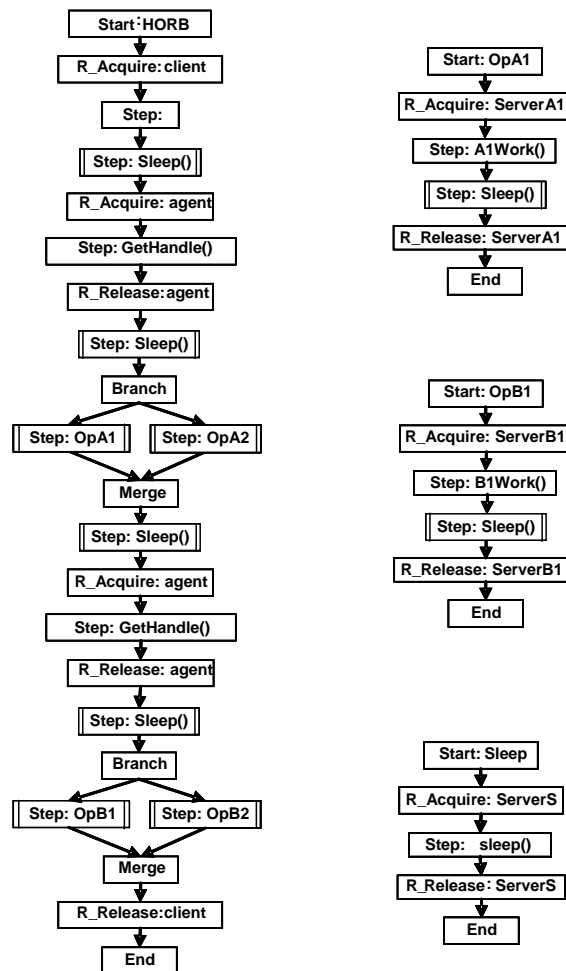 Start:HORB
R_Acquire:client
Step:
Step: Sleep()
R_Acquire: agent
Step: GetHandle()
R_Release:agent
Step: Sleep()
Branch
Step: OpA1
Step: OpA2
Merge
Step: Sleep()
R_Acquire: agent
Step: GetHandle()
R_Release: agent
Step: Sleep()
Branch
Step: OpB1
Step: OpB2
Merge
R_Release:client
End
Start: OpA1
R_Acquire: ServerA1
Step: A1Work()
Step: Sleep()
R_Release: ServerA1
End
Start: OpB1
R_Acquire: ServerB1
Step: B1Work()
Step: Sleep()
R_Release: ServerB1
End
Start: Sleep
R_Acquire: ServerS
Step: sleep()
R_Release: ServerS
End